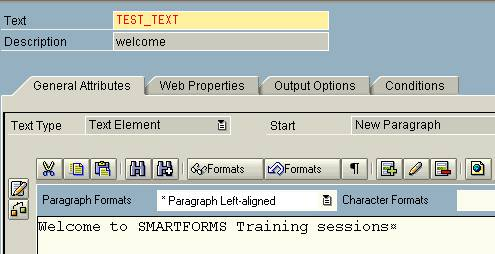 Text TEST_TEXT
Description welcome
General Attributes Web Properties Output Options Conditions
Text Type Text Element Start New Paragraph
Formats Formats ¶
Paragraph Formats * Paragraph Left-aligned Character Formats
Welcome to SMARTFORMS Training sessions¤